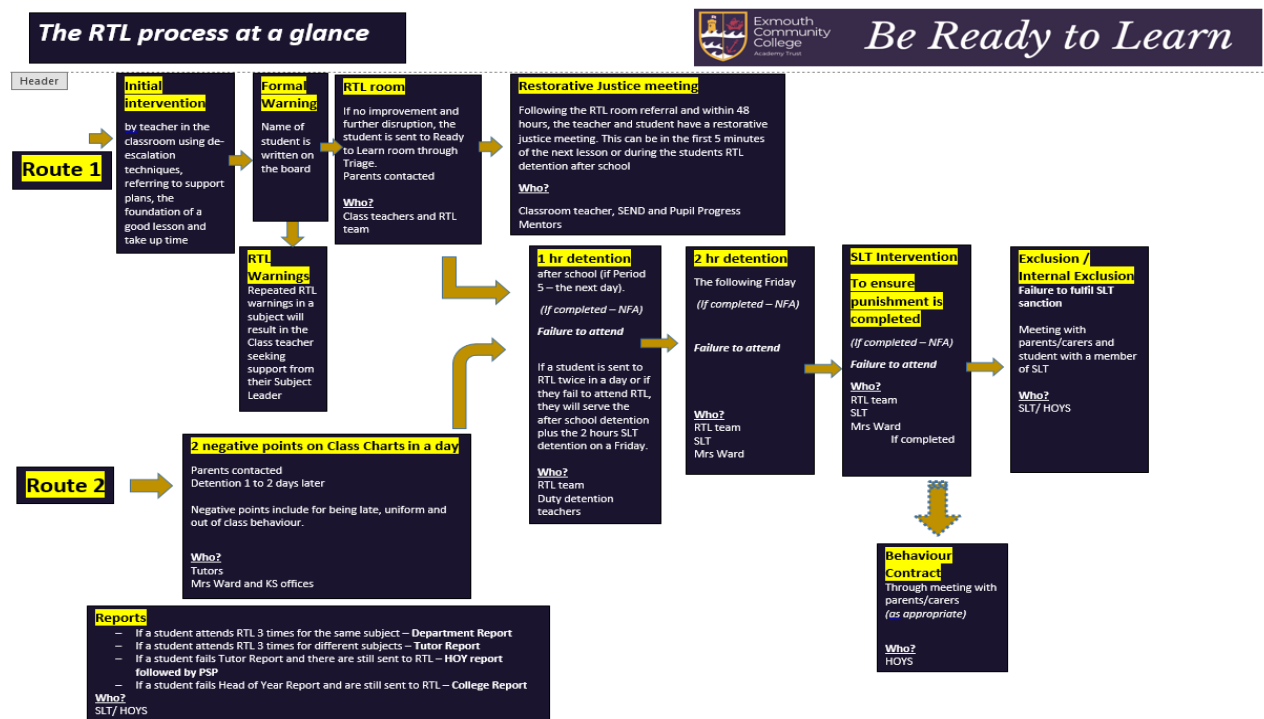 The RTL process at a glance
Exmouth
Community
College
Academy Trust
Be Ready to Learn
Header
Route 1
Initial
intervention
by teacher in the
classroom using de-
escalation
techniques,
referring to support
plans, the
foundation of a
good lesson and
take up time
Formal
Warning
Name of
student is
written on
the board
RTL room
If no improvement and
further disruption, the
student is sent to Ready
to Learn room through
Triage.
Parents contacted
Who?
Class teachers and RTL
team
Restorative Justice meeting
Following the RTL room referral and within 48
hours, the teacher and student have a restorative
justice meeting. This can be in the first 5 minutes
of the next lesson or during the students RTL
detention after school
Who?
Classroom teacher, SEND and Pupil Progress
Mentors
RTL
Warnings
Repeated RTL
warnings in a
subject will
result in the
Class teacher
seeking
support from
their Subject
Leader
1 hr detention
after school (if Period
5 – the next day).
(If completed – NFA)
Failure to attend
If a student is sent to
RTL twice in a day or if
they fail to attend RTL,
they will serve the
after school detention
plus the 2 hours SLT
detention on a Friday.
Who?
RTL team
Duty detention
teachers
2 hr detention
The following Friday
(If completed – NFA)
Failure to attend
Who?
RTL team
SLT
Mrs Ward
SLT Intervention
To ensure
punishment is
completed
(If completed – NFA)
Failure to attend
Who?
RTL team
SLT
Mrs Ward
If completed
Exclusion /
Internal Exclusion
Failure to fulfil SLT
sanction
Meeting with
parents/carers and
student with a member
of SLT
Who?
SLT/ HOYS
Route 2
2 negative points on Class Charts in a day
Parents contacted
Detention 1 to 2 days later
Negative points include for being late, uniform and
out of class behaviour.
Who?
Tutors
Mrs Ward and KS offices
Behaviour
Contract
Through meeting with
parents/carers
(as appropriate)
Who?
HOYS
Reports
– If a student attends RTL 3 times for the same subject – Department Report
– If a student attends RTL 3 times for different subjects – Tutor Report
– If a student fails Tutor Report and there are still sent to RTL – HOY report
followed by PSP
– If a student fails Head of Year Report and are still sent to RTL – College Report
Who?
SLT/ HOYS